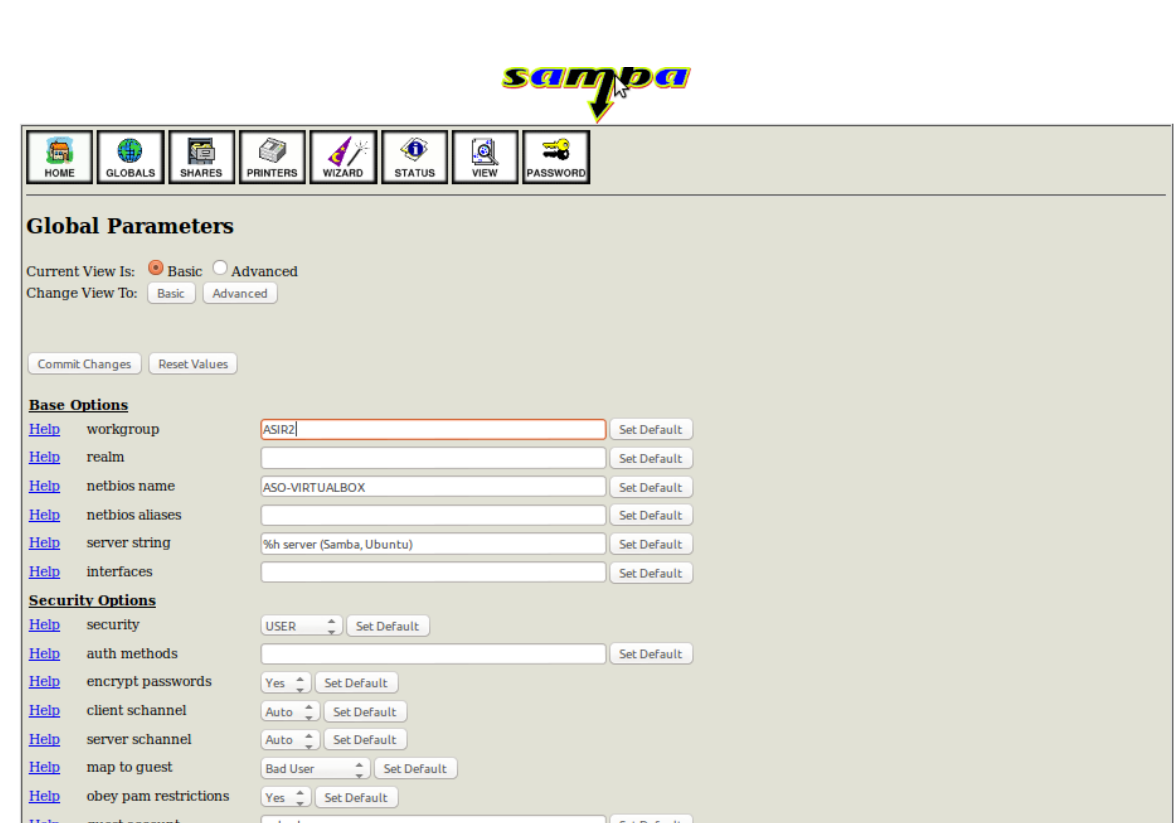 samba
HOME GLOBALS SHARES PRINTERS WIZARD STATUS VIEW PASSWORD
Global Parameters
Current View Is: Basic Advanced
Change View To: Basic Advanced
Commit Changes Reset Values
Base Options
Help workgroup ASIR2 Set Default
Help realm Set Default
Help netbios name ASO-VIRTUALBOX Set Default
Help netbios aliases Set Default
Help server string %h server (Samba, Ubuntu) Set Default
Help interfaces Set Default
Security Options
Help security USER Set Default
Help auth methods Set Default
Help encrypt passwords Yes Set Default
Help client schannel Auto Set Default
Help server schannel Auto Set Default
Help map to guest Bad User Set Default
Help obey pam restrictions Yes Set Default
Help guest account Set Default